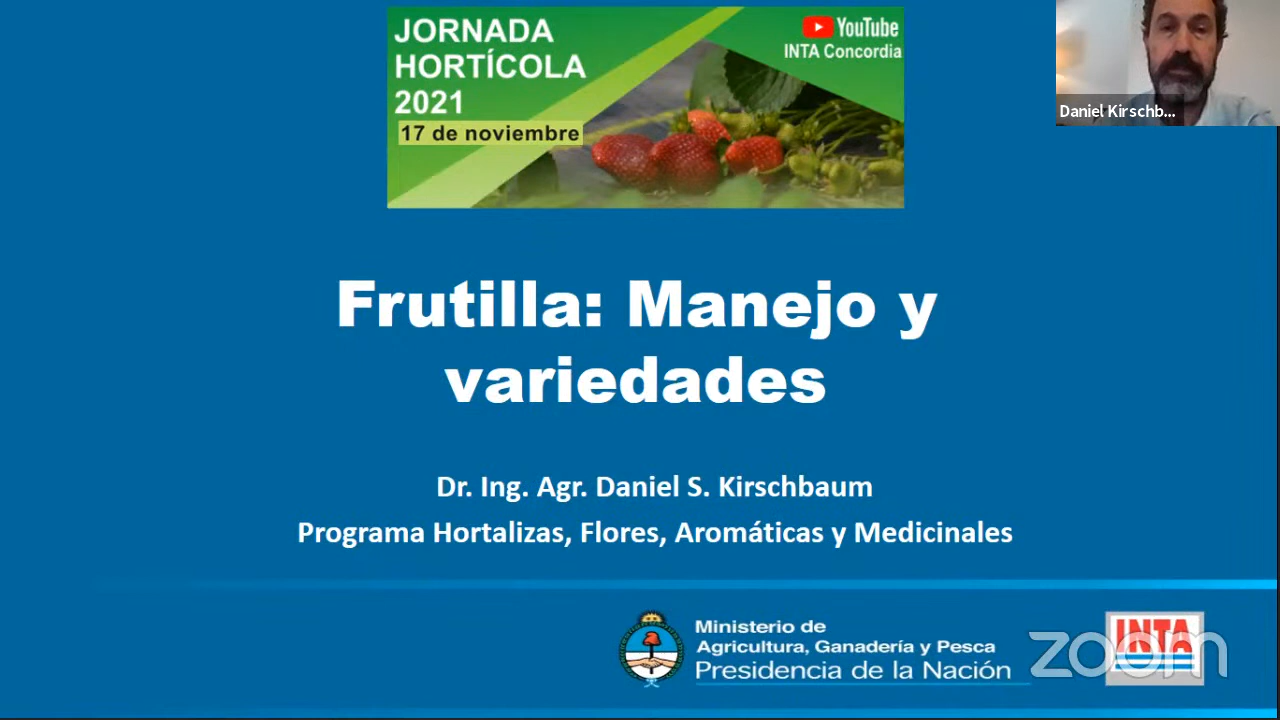 JORNADA
HORTÍCOLA
2021
17 de noviembre
YouTube
INTA Concordia
Daniel Kirschb...
Frutilla: Manejo y
variedades
Dr. Ing. Agr. Daniel S. Kirschbaum
Programa Hortalizas, Flores, Aromáticas y Medicinales
Ministerio de
Agricultura, Ganadería y Pesca
Presidencia de la Nación
INTA
zoom